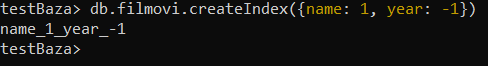 testBaza> db.filmovi.createIndex({name: 1, year: -1})
name_1_year_-1
testBaza>